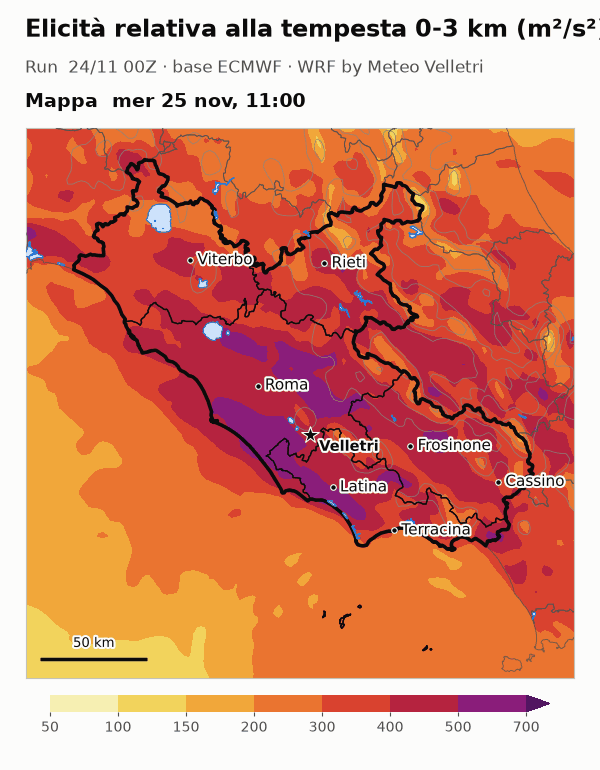 Elicità relativa alla tempesta 0-3 km (m²/s²)
Run  24/11 00Z · base ECMWF · WRF by Meteo Velletri
Mappa  mer 25 nov, 11:00
Viterbo
Rieti
Roma
Velletri
Frosinone
Cassino
Latina
Terracina
50 km
50 100 150 200 300 400 500 700